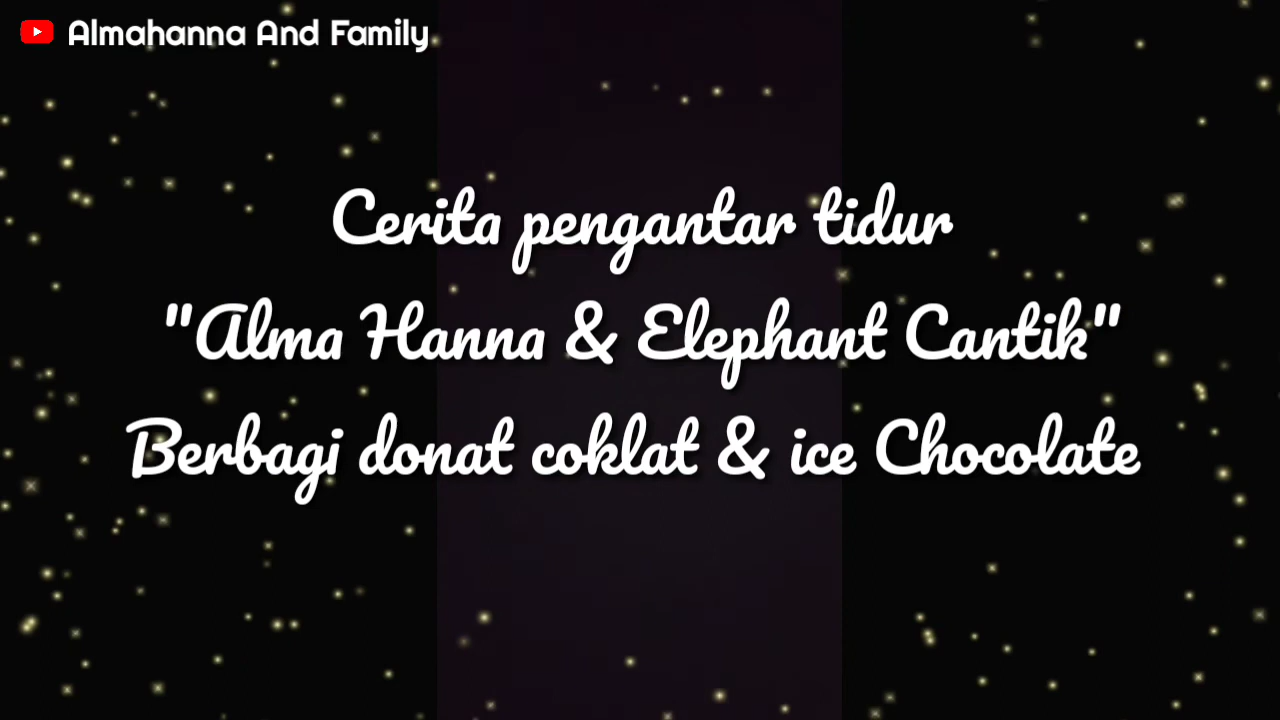 Almahanna And Family
Cerita pengantar tidur
"Alma Hanna & Elephant Cantik"
Berbagi donat coklat & ice Chocolate